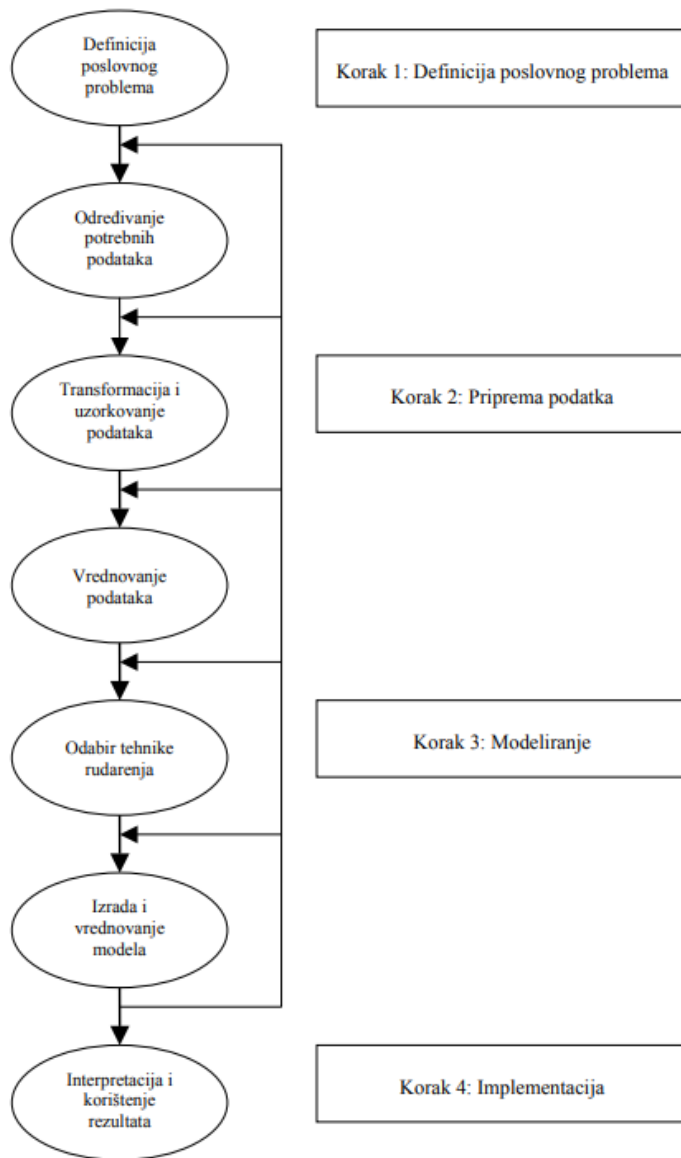 Definicija
poslovnog
problema
Korak 1: Definicija poslovnog problema
Određivanje
potrebnih
podataka
Transformacija i
uzorkovanje
podataka
Korak 2: Priprema podatka
Vrednovanje
podataka
Odabir tehnike
rudarenja
Korak 3: Modeliranje
Izrada i
vrednovanje
modela
Interpretacija i
korištenje
rezultata
Korak 4: Implementacija